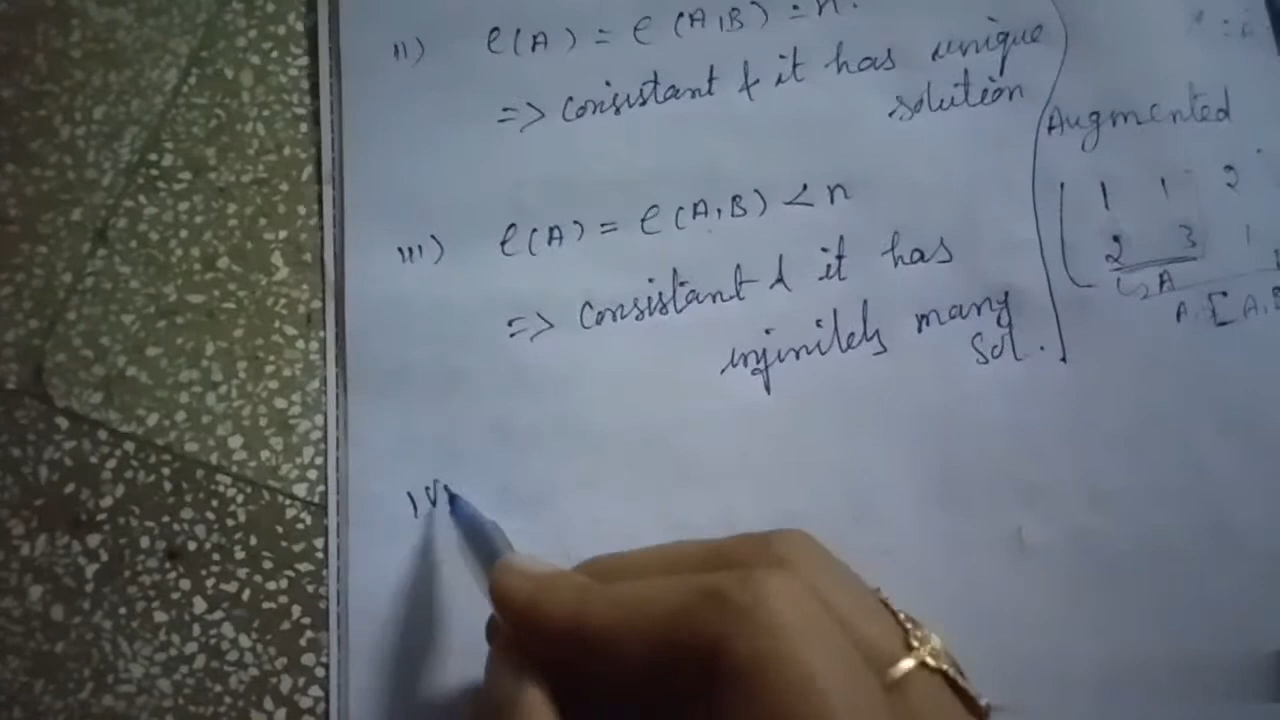 ii) ρ(A) = ρ(A,B) = n.
=> consistant & it has unique
solution
iii) ρ(A) = ρ(A,B) < n
=> consistant & it has
infinitely many
sol.
iv)
Augmented
1 1 2
2 3 1
A
[A,B